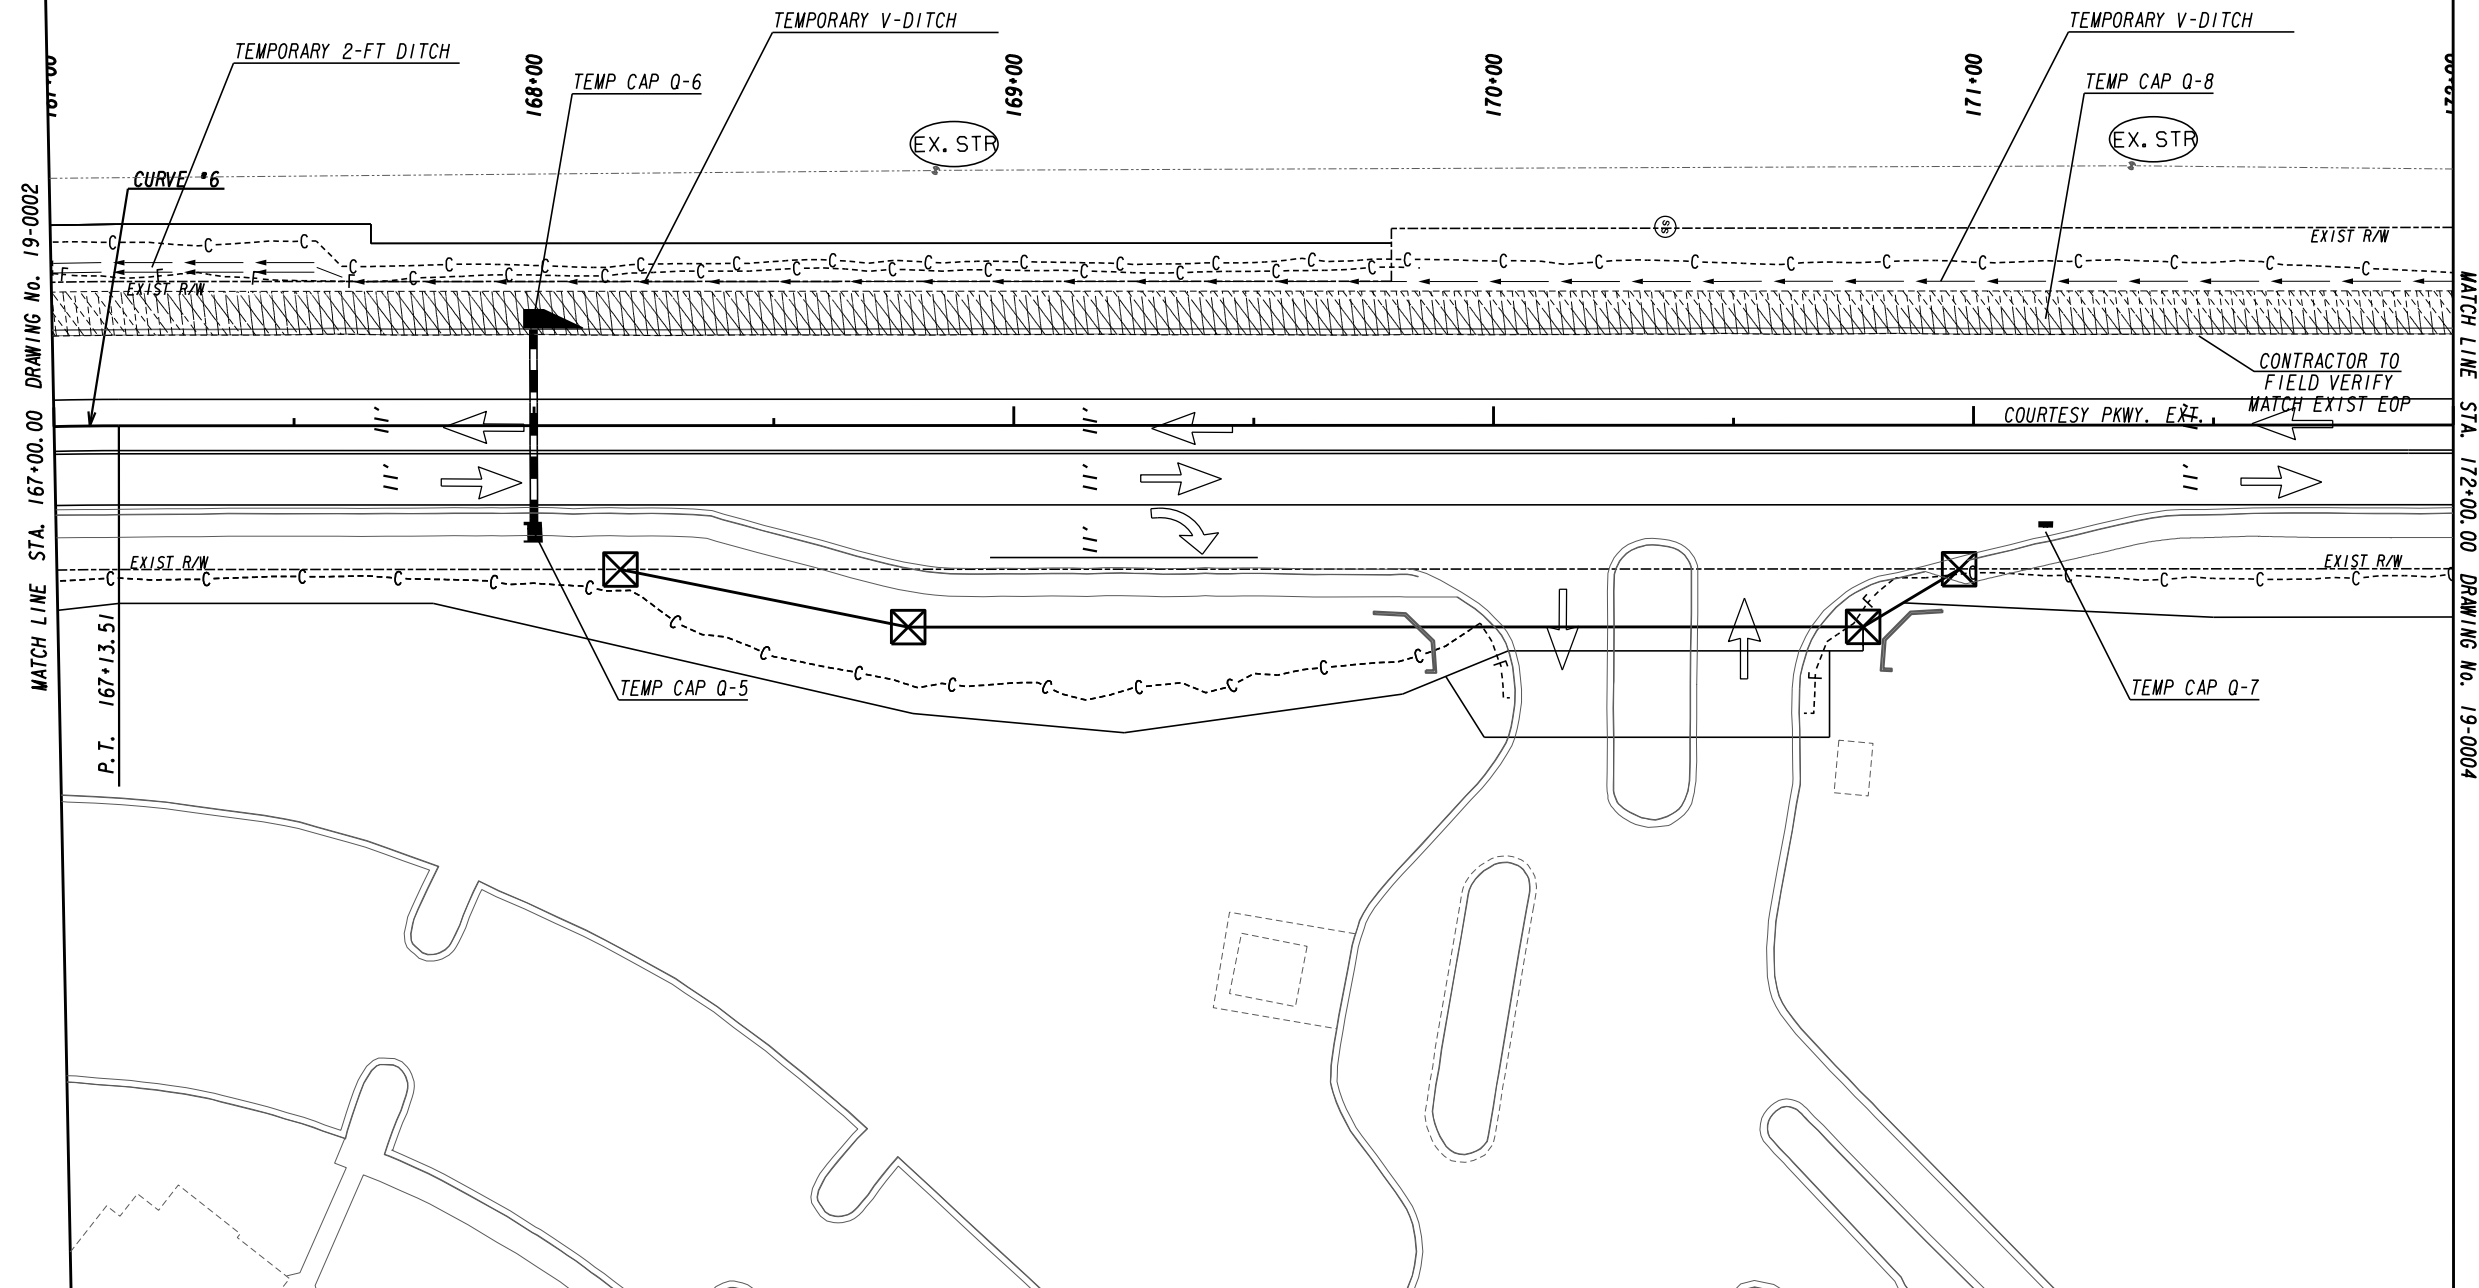 TEMPORARY V-DITCH
TEMPORARY V-DITCH
TEMPORARY 2-FT DITCH
TEMP CAP Q-6
TEMP CAP Q-8
168+00
169+00
170+00
171+00
EX. STR
EX. STR
CURVE #6
SS
EXIST R/W
C C C
C C C C C C C C C C C C C C C C C C C C C C
C C C C C C C C C C C
F F F F
EXIST R/W
CONTRACTOR TO
FIELD VERIFY
MATCH EXIST EOP
COURTESY PKWY. EXT.
11' 11' 11'
11' 11' 11'
11'
EXIST R/W
EXIST R/W
C C C C C C C C C C C C C C C
C C C C C C
F F F
TEMP CAP Q-5
TEMP CAP Q-7
P.T. 167+13.51
MATCH LINE STA. 167+00.00 DRAWING No. 19-0002
MATCH LINE STA. 172+00.00 DRAWING No. 19-0004